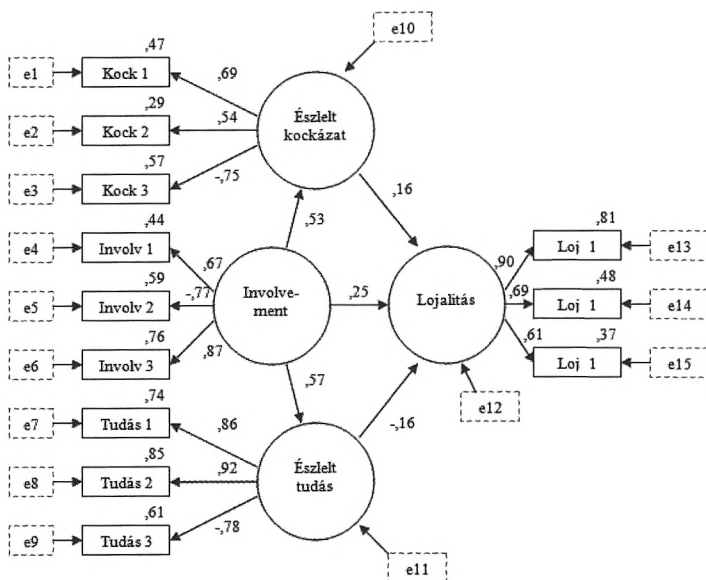 e10
,47
e1
Kock 1
,69
,29
e2
Kock 2
,54
Észlelt
kockázat
,57
e3
Kock 3
-,75
,16
,44
,53
e4
Involv 1
,67
,81
Loj 1
e13
,59
e5
Involv 2
-,77
Involve-
ment
,25
Lojalitás
,90
,69
,48
Loj 1
e14
,76
e6
Involv 3
,87
,61
,37
Loj 1
e15
,74
,57
e7
Tudás 1
,86
-,16
e12
,85
e8
Tudás 2
,92
Észlelt
tudás
,61
e9
Tudás 3
-,78
e11